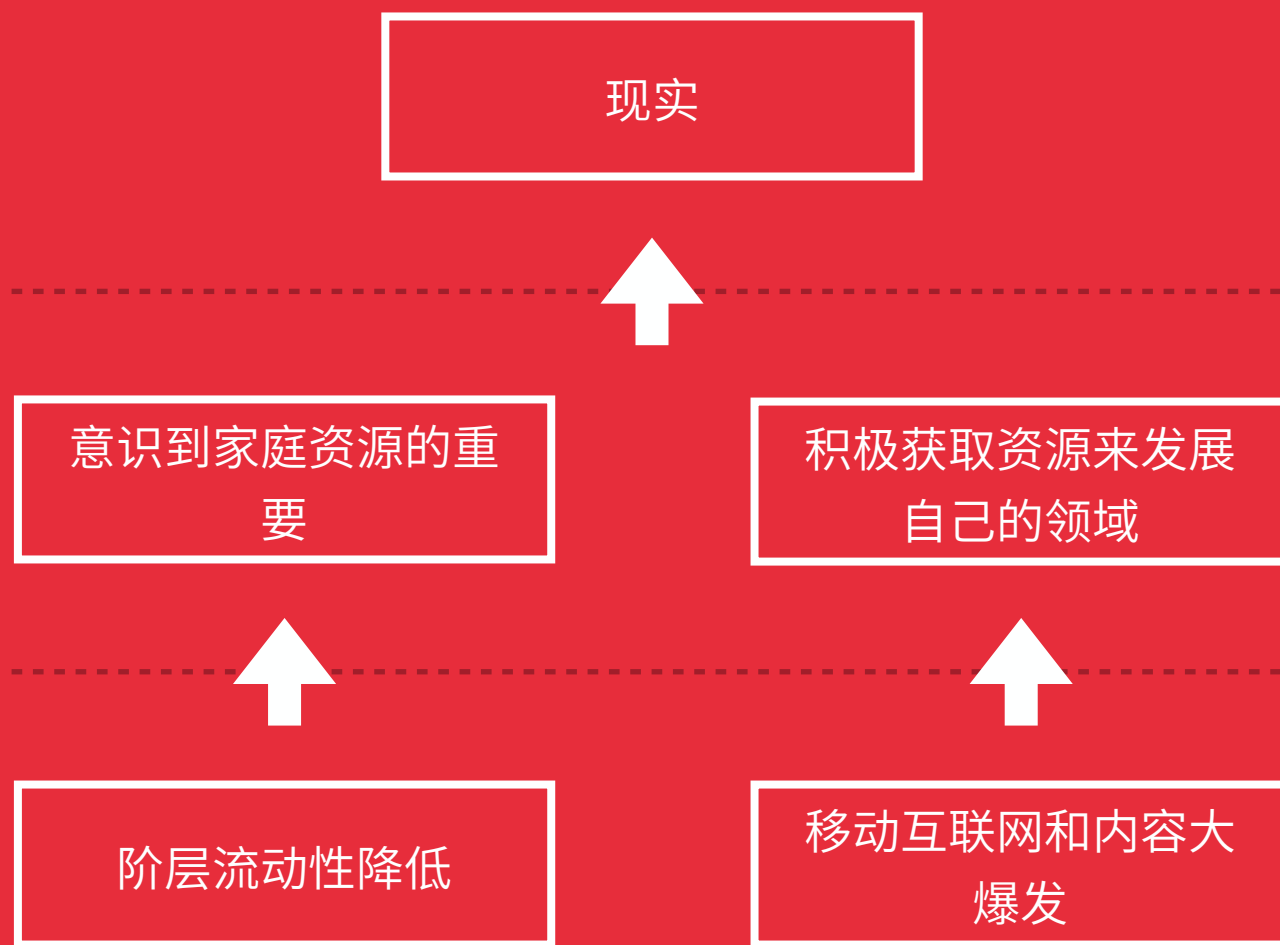 现实
意识到家庭资源的重
要
积极获取资源来发展
自己的领域
阶层流动性降低
移动互联网和内容大
爆发